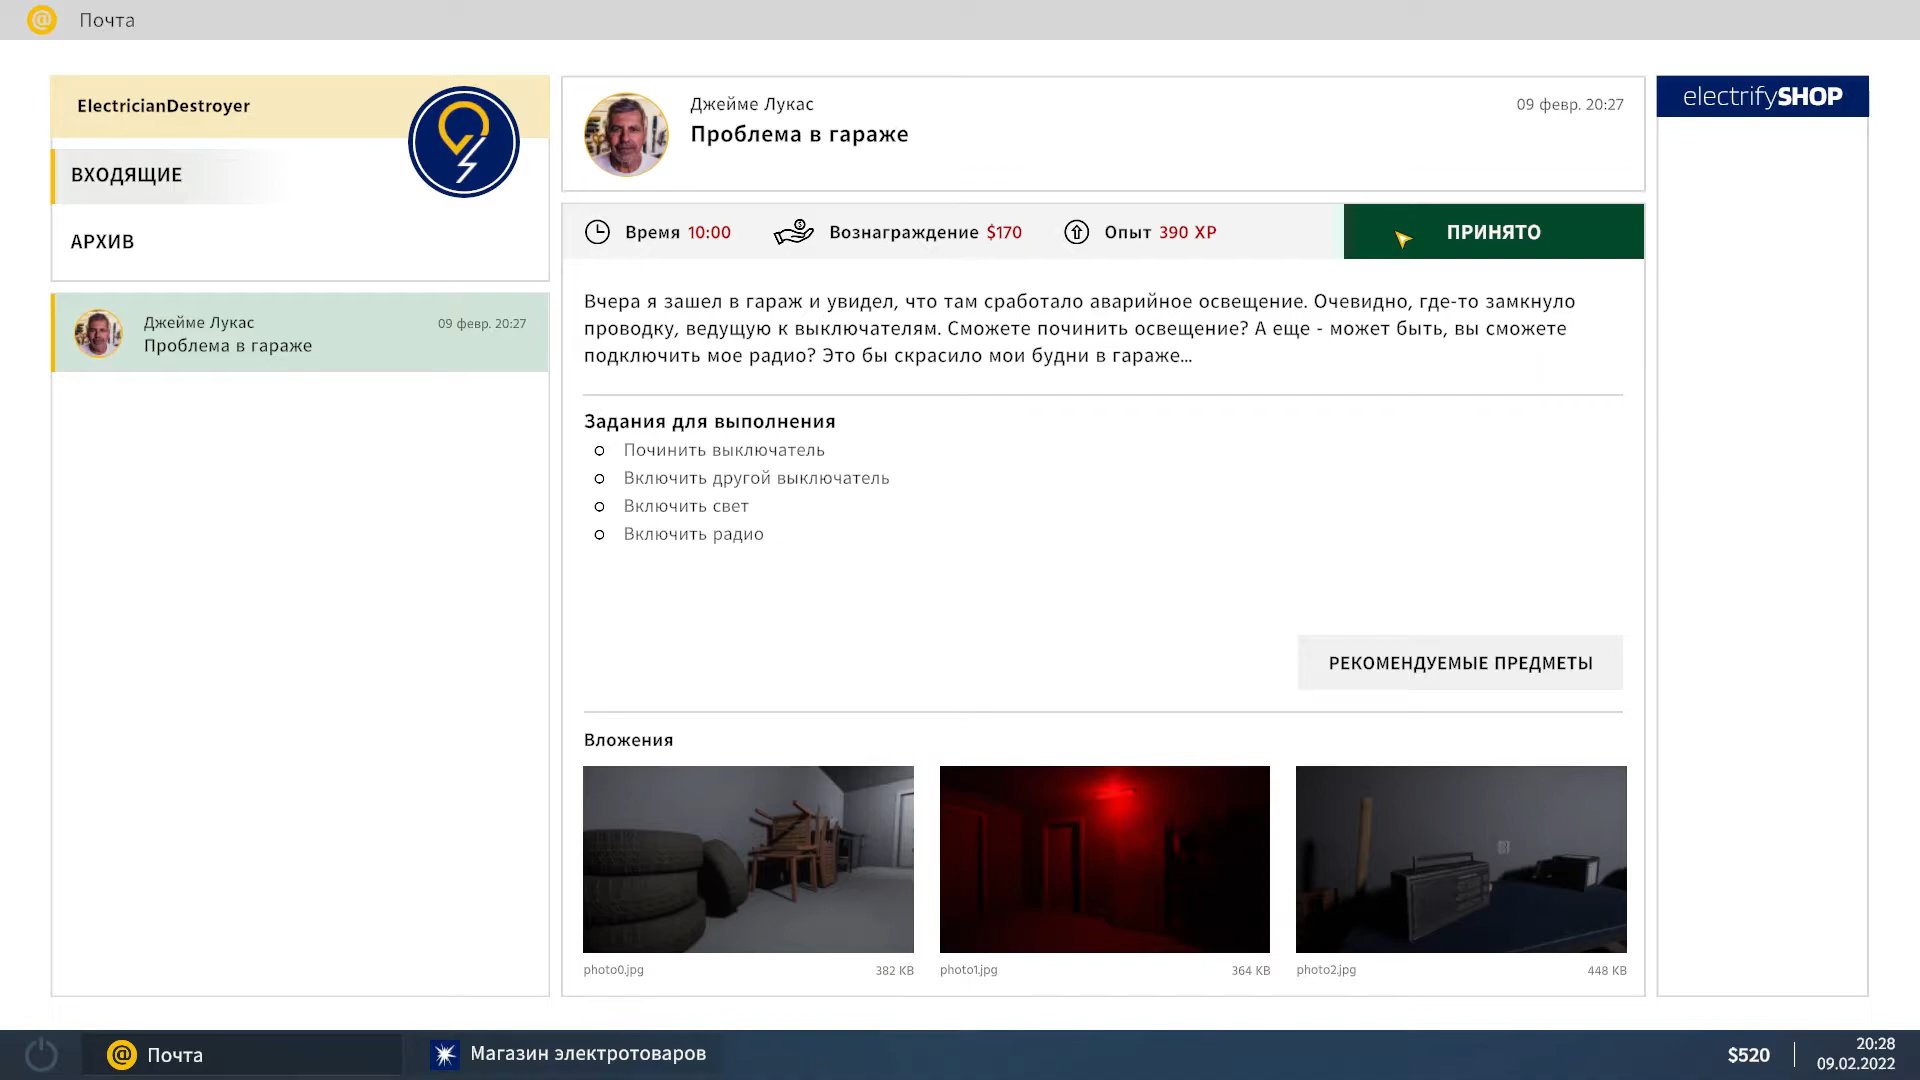 Почта
ElectricianDestroyer
ВХОДЯЩИЕ
АРХИВ
Джейме Лукас
09 февр. 20:27
Проблема в гараже
Джейме Лукас
09 февр. 20:27
Проблема в гараже
Время 10:00
Вознаграждение $170
Опыт 390 XP
ПРИНЯТО
Вчера я зашел в гараж и увидел, что там сработало аварийное освещение. Очевидно, где-то замкнуло
проводку, ведущую к выключателям. Сможете починить освещение? А еще - может быть, вы сможете
подключить мое радио? Это бы скрасило мои будни в гараже...
Задания для выполнения
Починить выключатель
Включить другой выключатель
Включить свет
Включить радио
РЕКОМЕНДУЕМЫЕ ПРЕДМЕТЫ
Вложения
photo0.jpg
382 KB
photo1.jpg
364 KB
photo2.jpg
448 KB
electrifySHOP
Почта
Магазин электротоваров
$520
20:28
09.02.2022